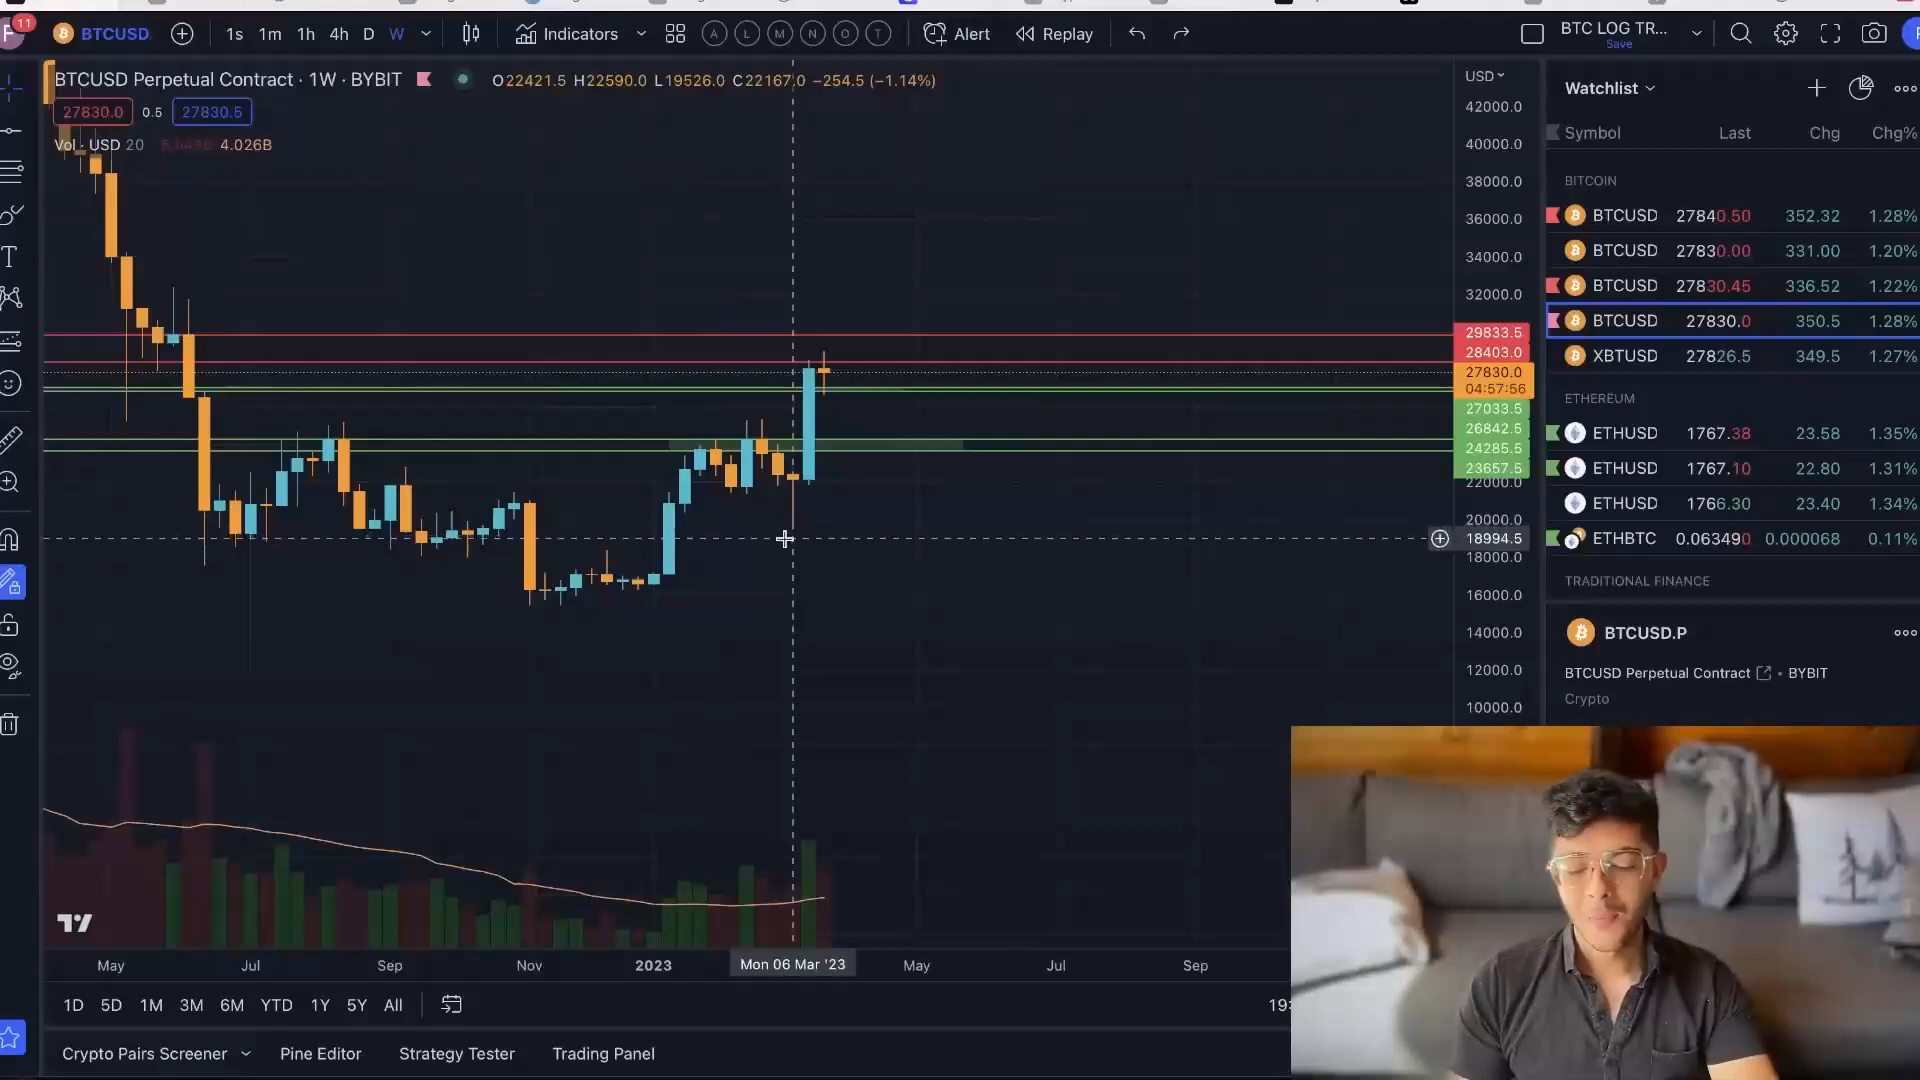 11
BTCUSD
1s 1m 1h 4h D W
Indicators
A L M N O T
Alert
Replay
BTC LOG TR...
Save
BTCUSD Perpetual Contract · 1W · BYBIT
O22421.5 H22590.0 L19526.0 C22167.0 −254.5 (−1.14%)
27830.0 0.5 27830.5
Vol · USD 20 4.026B
USD
42000.0
40000.0
38000.0
36000.0
34000.0
32000.0
29833.5
28403.0
27830.0
04:57:56
27033.5
26842.5
24285.5
23657.5
22000.0
20000.0
18994.5
18000.0
16000.0
14000.0
12000.0
10000.0
Watchlist
Symbol Last Chg Chg%
BITCOIN
BTCUSD 27840.50 352.32 1.28%
BTCUSD 27830.00 331.00 1.20%
BTCUSD 27830.45 336.52 1.22%
BTCUSD 27830.0 350.5 1.28%
XBTUSD 27826.5 349.5 1.27%
ETHEREUM
ETHUSD 1767.38 23.58 1.35%
ETHUSD 1767.10 22.80 1.31%
ETHUSD 1766.30 23.40 1.34%
ETHBTC 0.063490 0.000068 0.11%
TRADITIONAL FINANCE
BTCUSD.P
BTCUSD Perpetual Contract • BYBIT
Crypto
May Jul Sep Nov 2023 Mon 06 Mar '23 May Jul Sep
1D 5D 1M 3M 6M YTD 1Y 5Y All
19:
Crypto Pairs Screener Pine Editor Strategy Tester Trading Panel